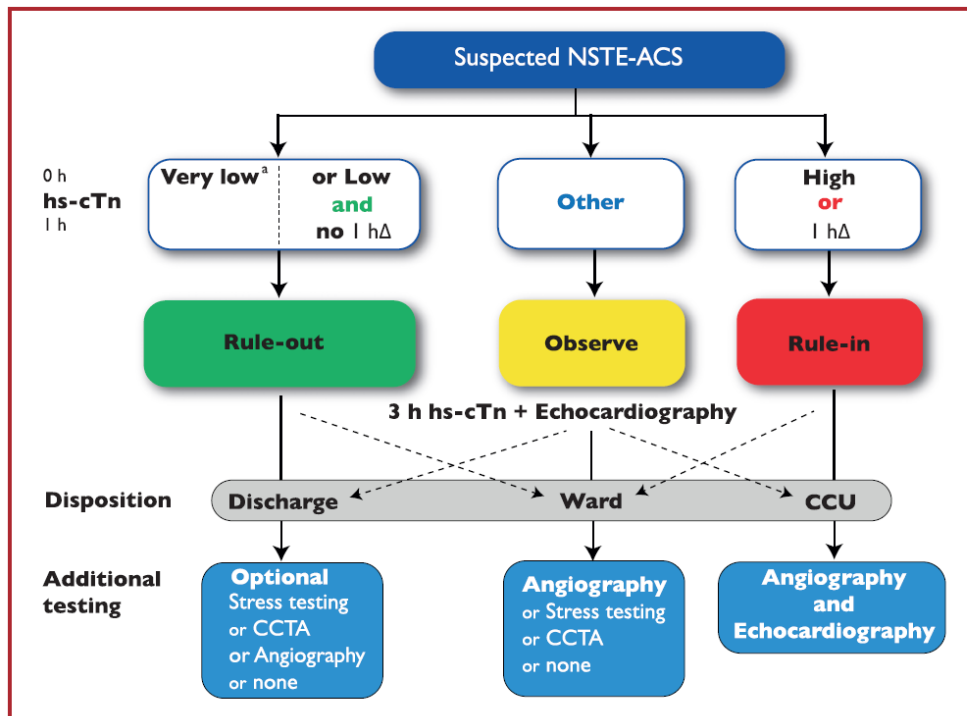 Suspected NSTE-ACS
0 h
hs-cTn
1 h
Very lowᵃ
or Low
and
no 1 hΔ
Other
High
or
1 hΔ
Rule-out
Observe
Rule-in
3 h hs-cTn + Echocardiography
Disposition
Discharge
Ward
CCU
Additional
testing
Optional
Stress testing
or CCTA
or Angiography
or none
Angiography
or Stress testing
or CCTA
or none
Angiography
and
Echocardiography